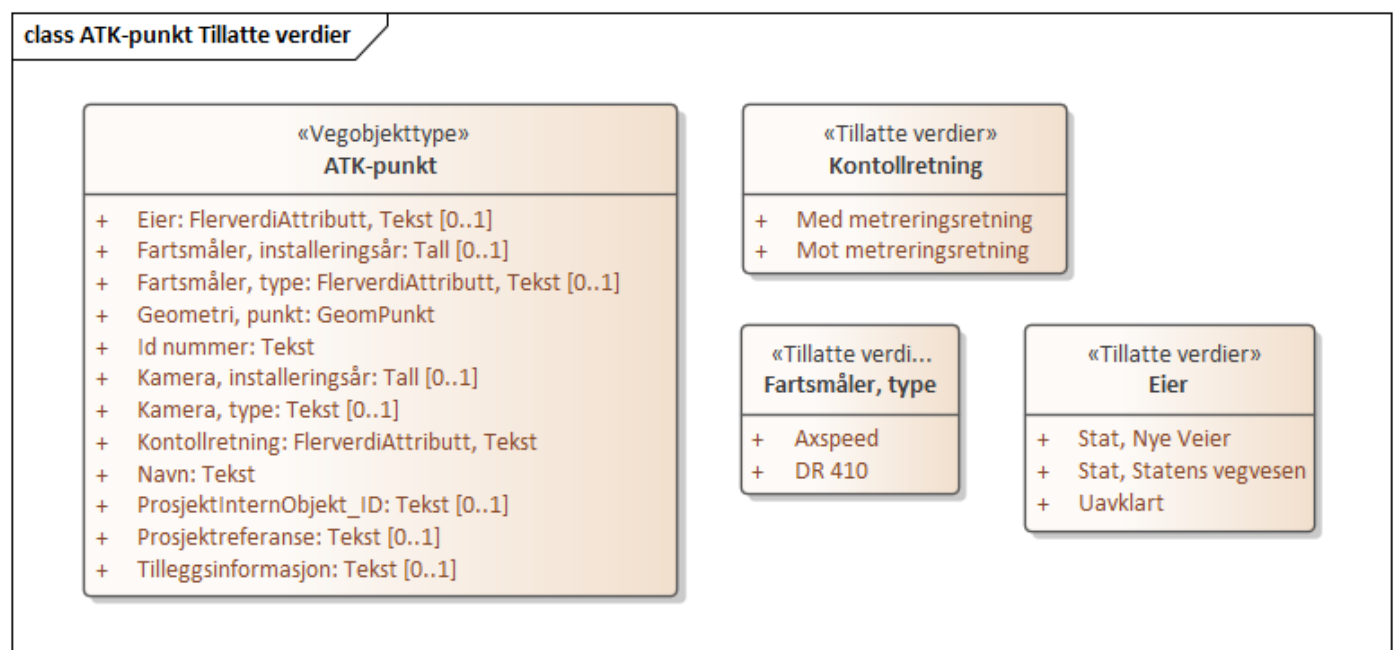 class ATK-punkt Tillatte verdier
«Vegobjekttype»
ATK-punkt
+ Eier: FlerverdiAttributt, Tekst [0..1]
+ Fartsmåler, installeringsår: Tall [0..1]
+ Fartsmåler, type: FlerverdiAttributt, Tekst [0..1]
+ Geometri, punkt: GeomPunkt
+ Id nummer: Tekst
+ Kamera, installeringsår: Tall [0..1]
+ Kamera, type: Tekst [0..1]
+ Kontollretning: FlerverdiAttributt, Tekst
+ Navn: Tekst
+ ProsjektInternObjekt_ID: Tekst [0..1]
+ Prosjektreferanse: Tekst [0..1]
+ Tilleggsinformasjon: Tekst [0..1]
«Tillatte verdier»
Kontollretning
+ Med metreringsretning
+ Mot metreringsretning
«Tillatte verdi...
Fartsmåler, type
+ Axspeed
+ DR 410
«Tillatte verdier»
Eier
+ Stat, Nye Veier
+ Stat, Statens vegvesen
+ Uavklart